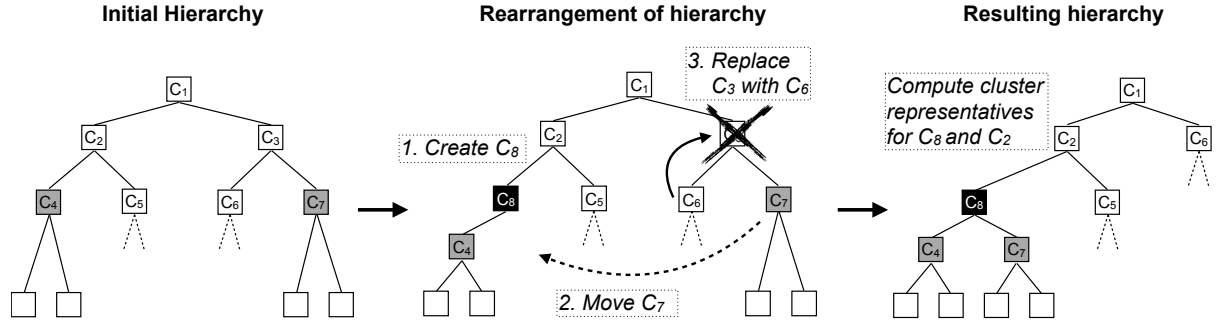 Initial Hierarchy
Rearrangement of hierarchy
Resulting hierarchy
C1
C2
C3
C4
C5
C6
C7
3. Replace
C3 with C6
C1
C2
1. Create C8
C8
C5
C6
C7
C4
2. Move C7
Compute cluster
representatives
for C8 and C2
C1
C6
C2
C8
C5
C4
C7